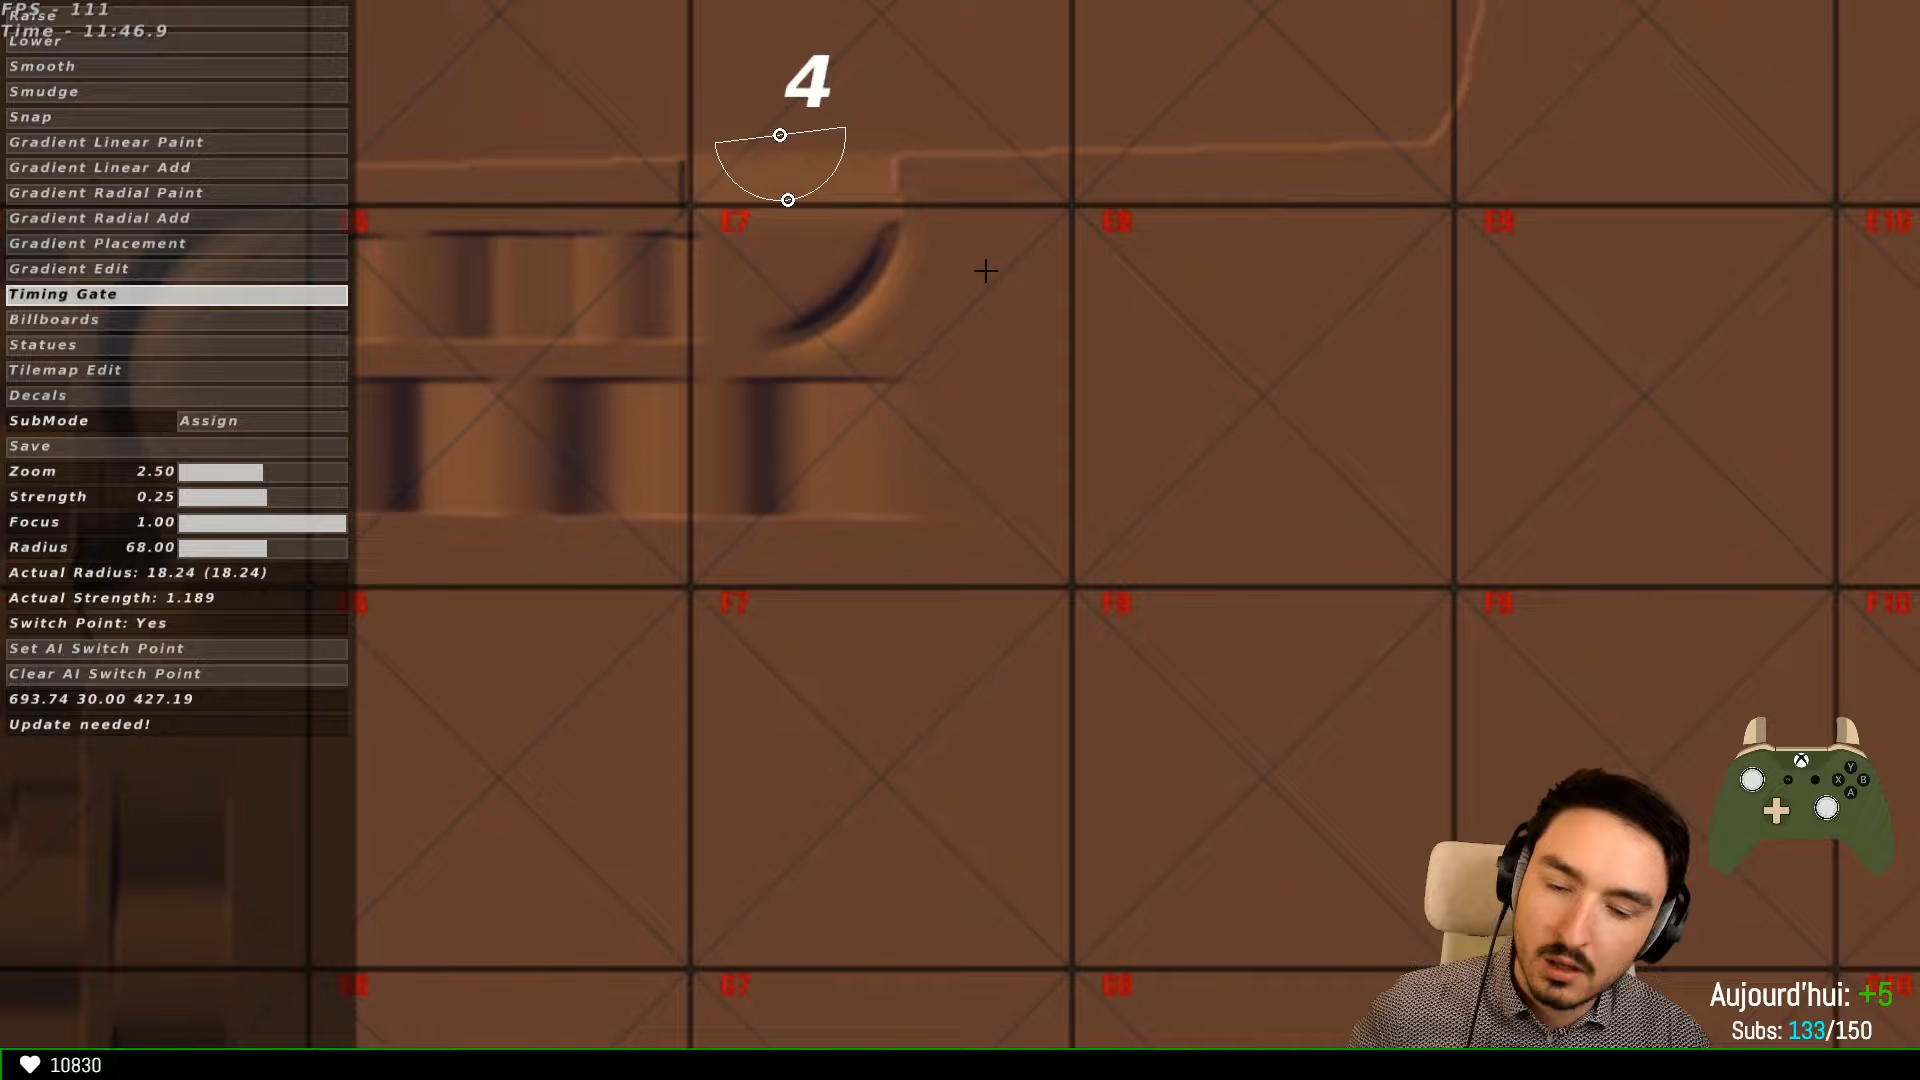 FPS - 111
Raise
Time - 11:46.9
Lower
Smooth
Smudge
Snap
Gradient Linear Paint
Gradient Linear Add
Gradient Radial Paint
Gradient Radial Add
Gradient Placement
Gradient Edit
Timing Gate
Billboards
Statues
Tilemap Edit
Decals
SubMode Assign
Save
Zoom 2.50
Strength 0.25
Focus 1.00
Radius 68.00
Actual Radius: 18.24 (18.24)
Actual Strength: 1.189
Switch Point: Yes
Set AI Switch Point
Clear AI Switch Point
693.74 30.00 427.19
Update needed!
4
E7 E8 E9 E10
F7 F8 F9 F10
G7 G8
Y
X B
A
Aujourd'hui: +5
Subs: 133/150
10830